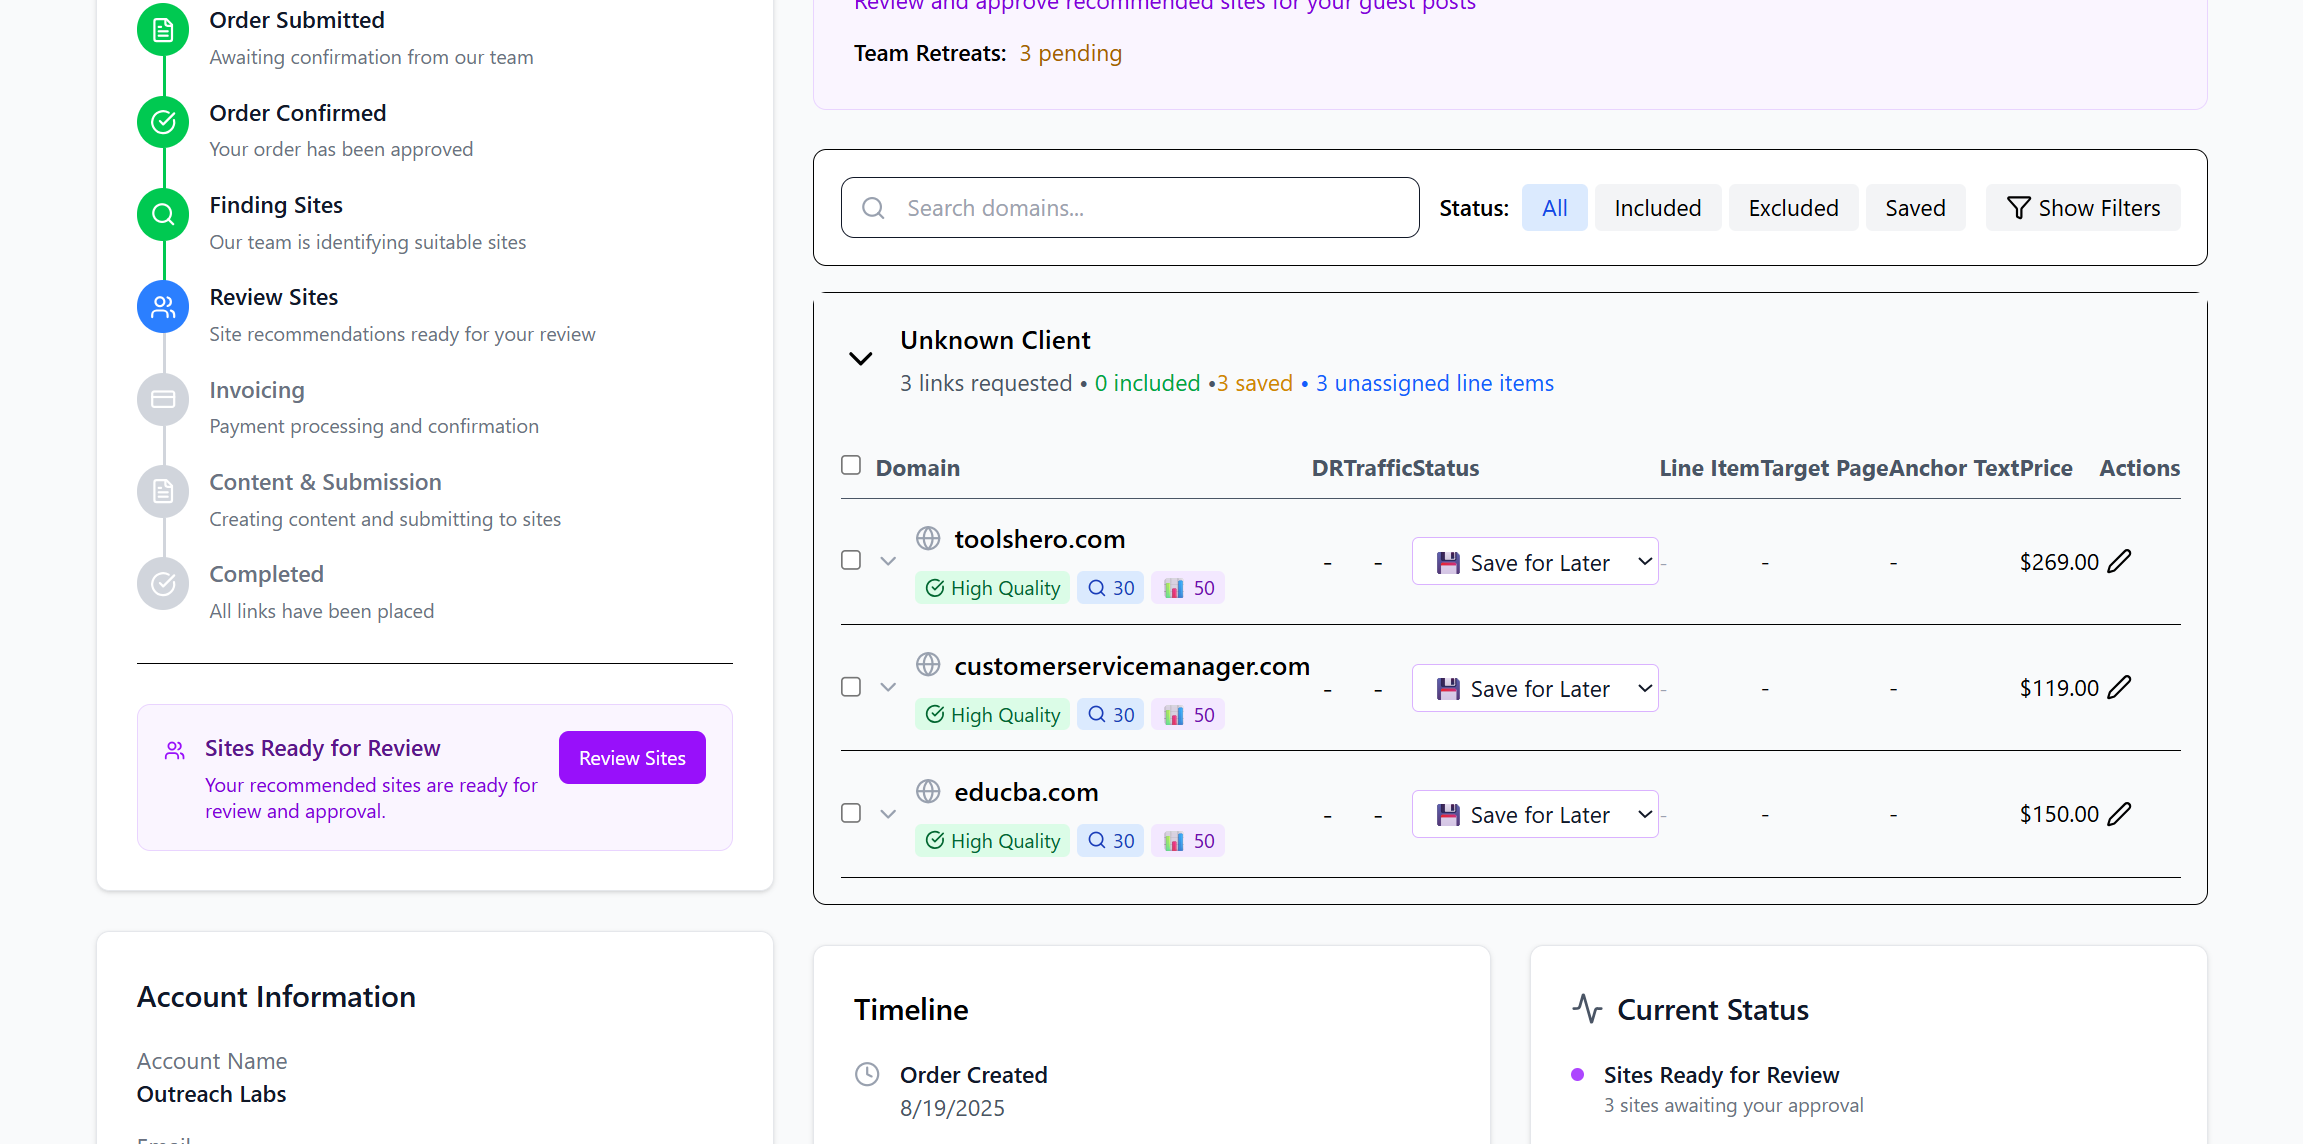 Order Submitted
Awaiting confirmation from our team
Order Confirmed
Your order has been approved
Finding Sites
Our team is identifying suitable sites
Review Sites
Site recommendations ready for your review
Invoicing
Payment processing and confirmation
Content & Submission
Creating content and submitting to sites
Completed
All links have been placed
Sites Ready for Review
Your recommended sites are ready for
review and approval.
Review Sites
Account Information
Account Name
Outreach Labs
Email
Review and approve recommended sites for your guest posts
Team Retreats: 3 pending
Search domains...
Status: All Included Excluded Saved Show Filters
Unknown Client
3 links requested • 0 included •3 saved • 3 unassigned line items
Domain DR Traffic Status Line Item Target Page Anchor Text Price Actions
toolshero.com
High Quality 30 50
- - Save for Later - - - $269.00
customerservicemanager.com
High Quality 30 50
- - Save for Later - - - $119.00
educba.com
High Quality 30 50
- - Save for Later - - - $150.00
Timeline
Order Created
8/19/2025
Current Status
Sites Ready for Review
3 sites awaiting your approval